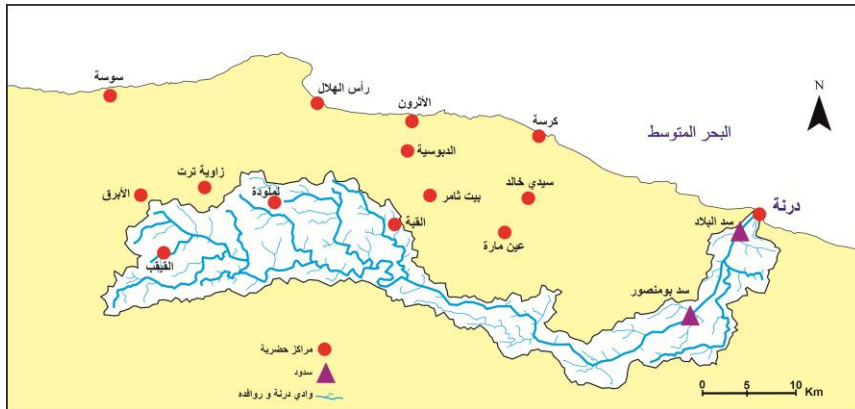 سوسة
رأس الهلال
N
الأثرون
كرسة
البحر المتوسط
الدبوسية
زاوية ترت
الأبرق
لملودة
بيت ثامر
سيدي خالد
درنة
سد البلاد
القبة
عين مارة
القيقب
سد بومنصور
مراكز حضرية
سدود
وادي درنة و روافده
0 5 10
Km